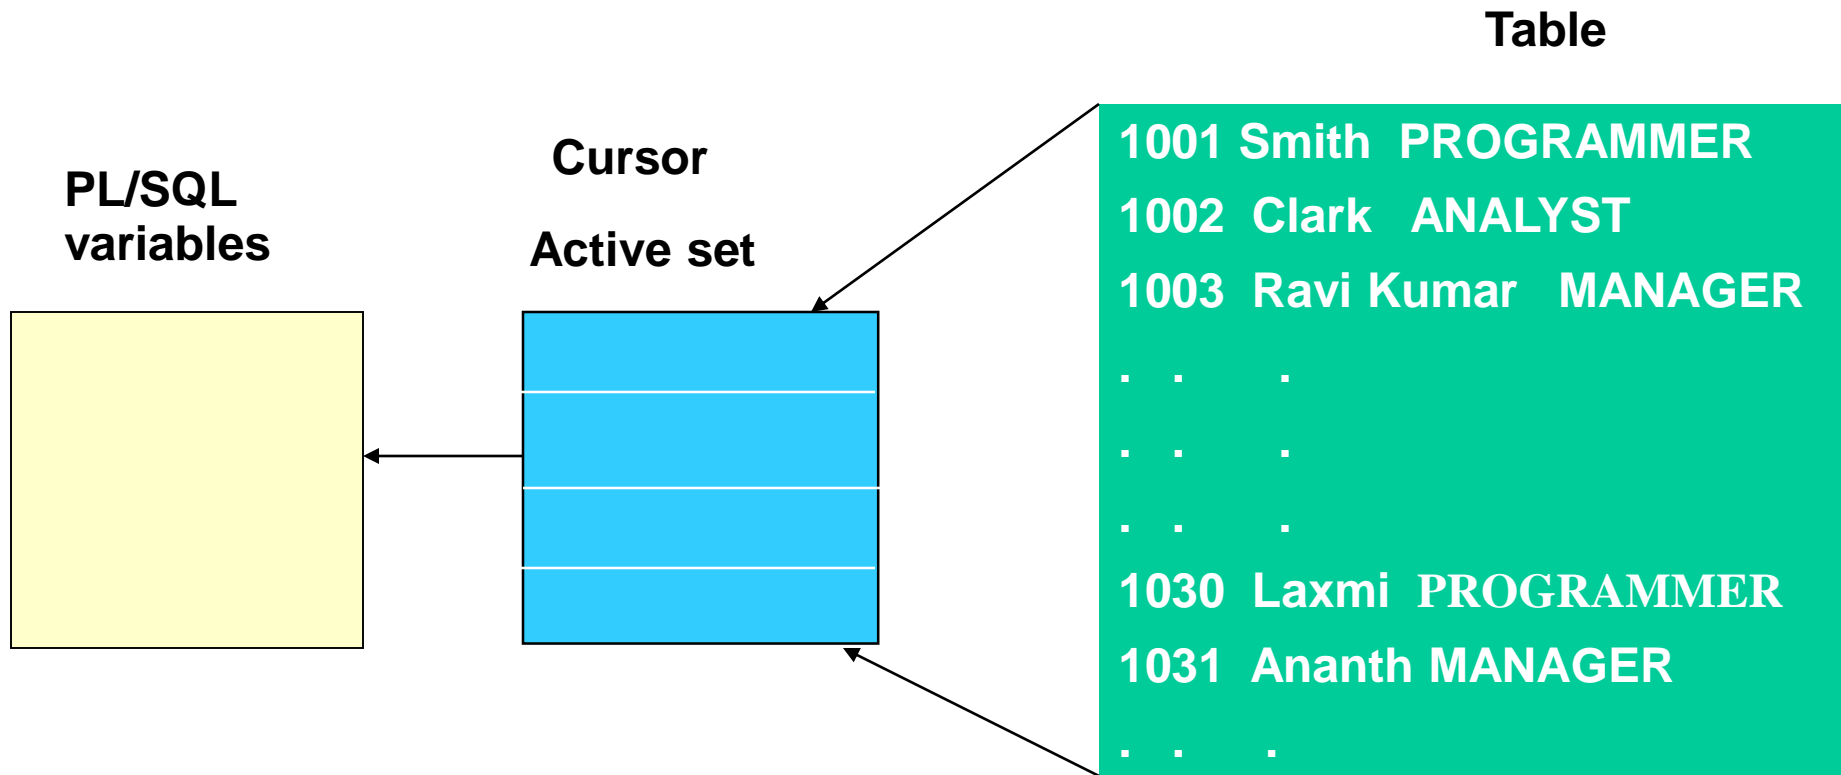 Table
PL/SQL
variables
Cursor
Active set
1001 Smith PROGRAMMER
1002 Clark ANALYST
1003 Ravi Kumar MANAGER
. . .
. . .
. . .
1030 Laxmi PROGRAMMER
1031 Ananth MANAGER
. . .